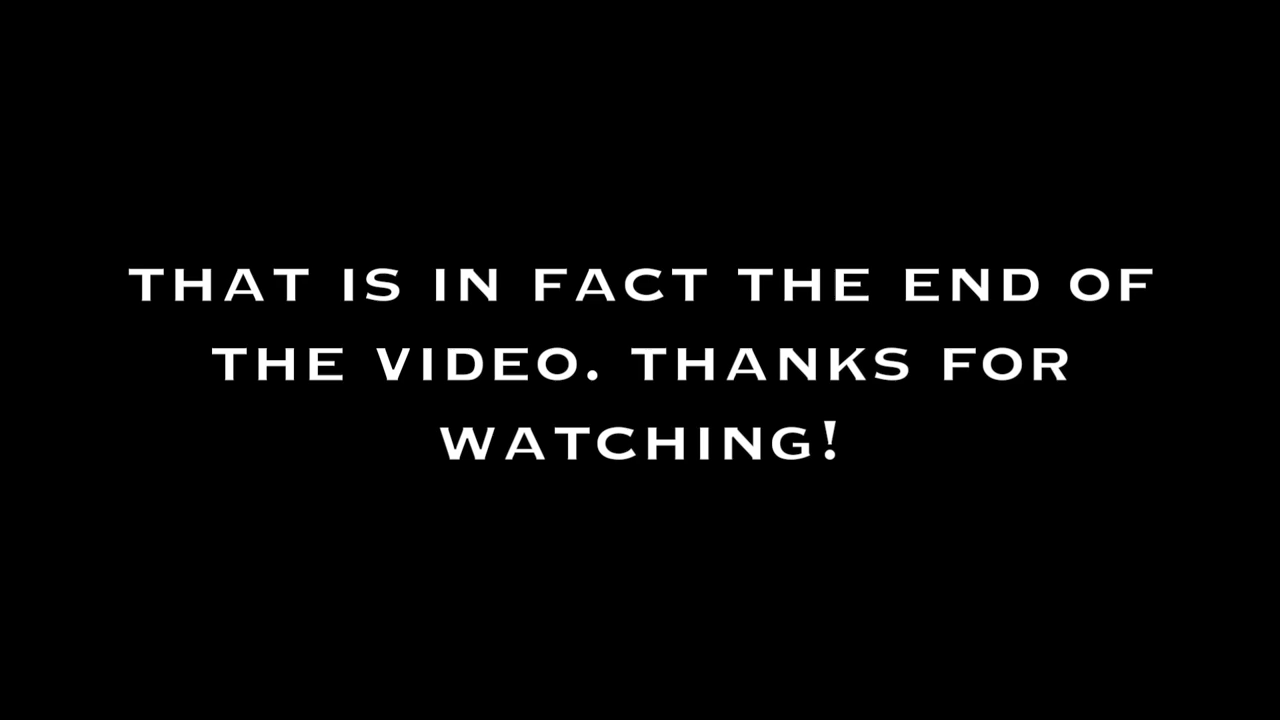 THAT IS IN FACT THE END OF
THE VIDEO. THANKS FOR
WATCHING!